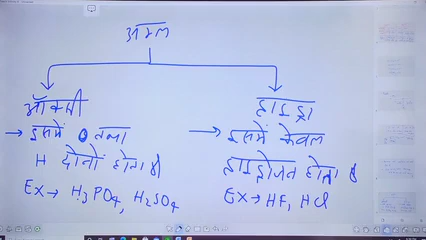 अम्ल
ऑक्सी
→ इसमें O तथा
H दोनों होता है
Ex→ H₃PO₄, H₂SO₄
हाइड्रा
→ इसमें केवल
हाइड्रोजन होता है
Ex→ HF, HCl